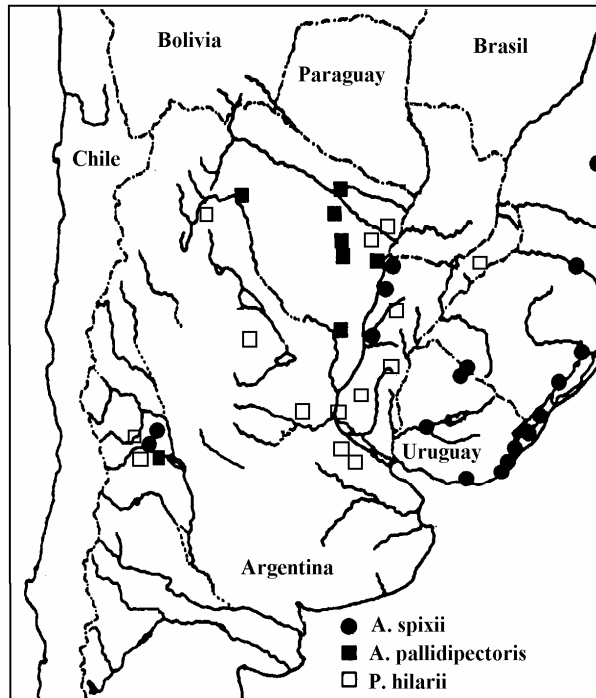 Bolivia
Brasil
Paraguay
Chile
Uruguay
Argentina
A. spixii
A. pallidipectoris
P. hilarii